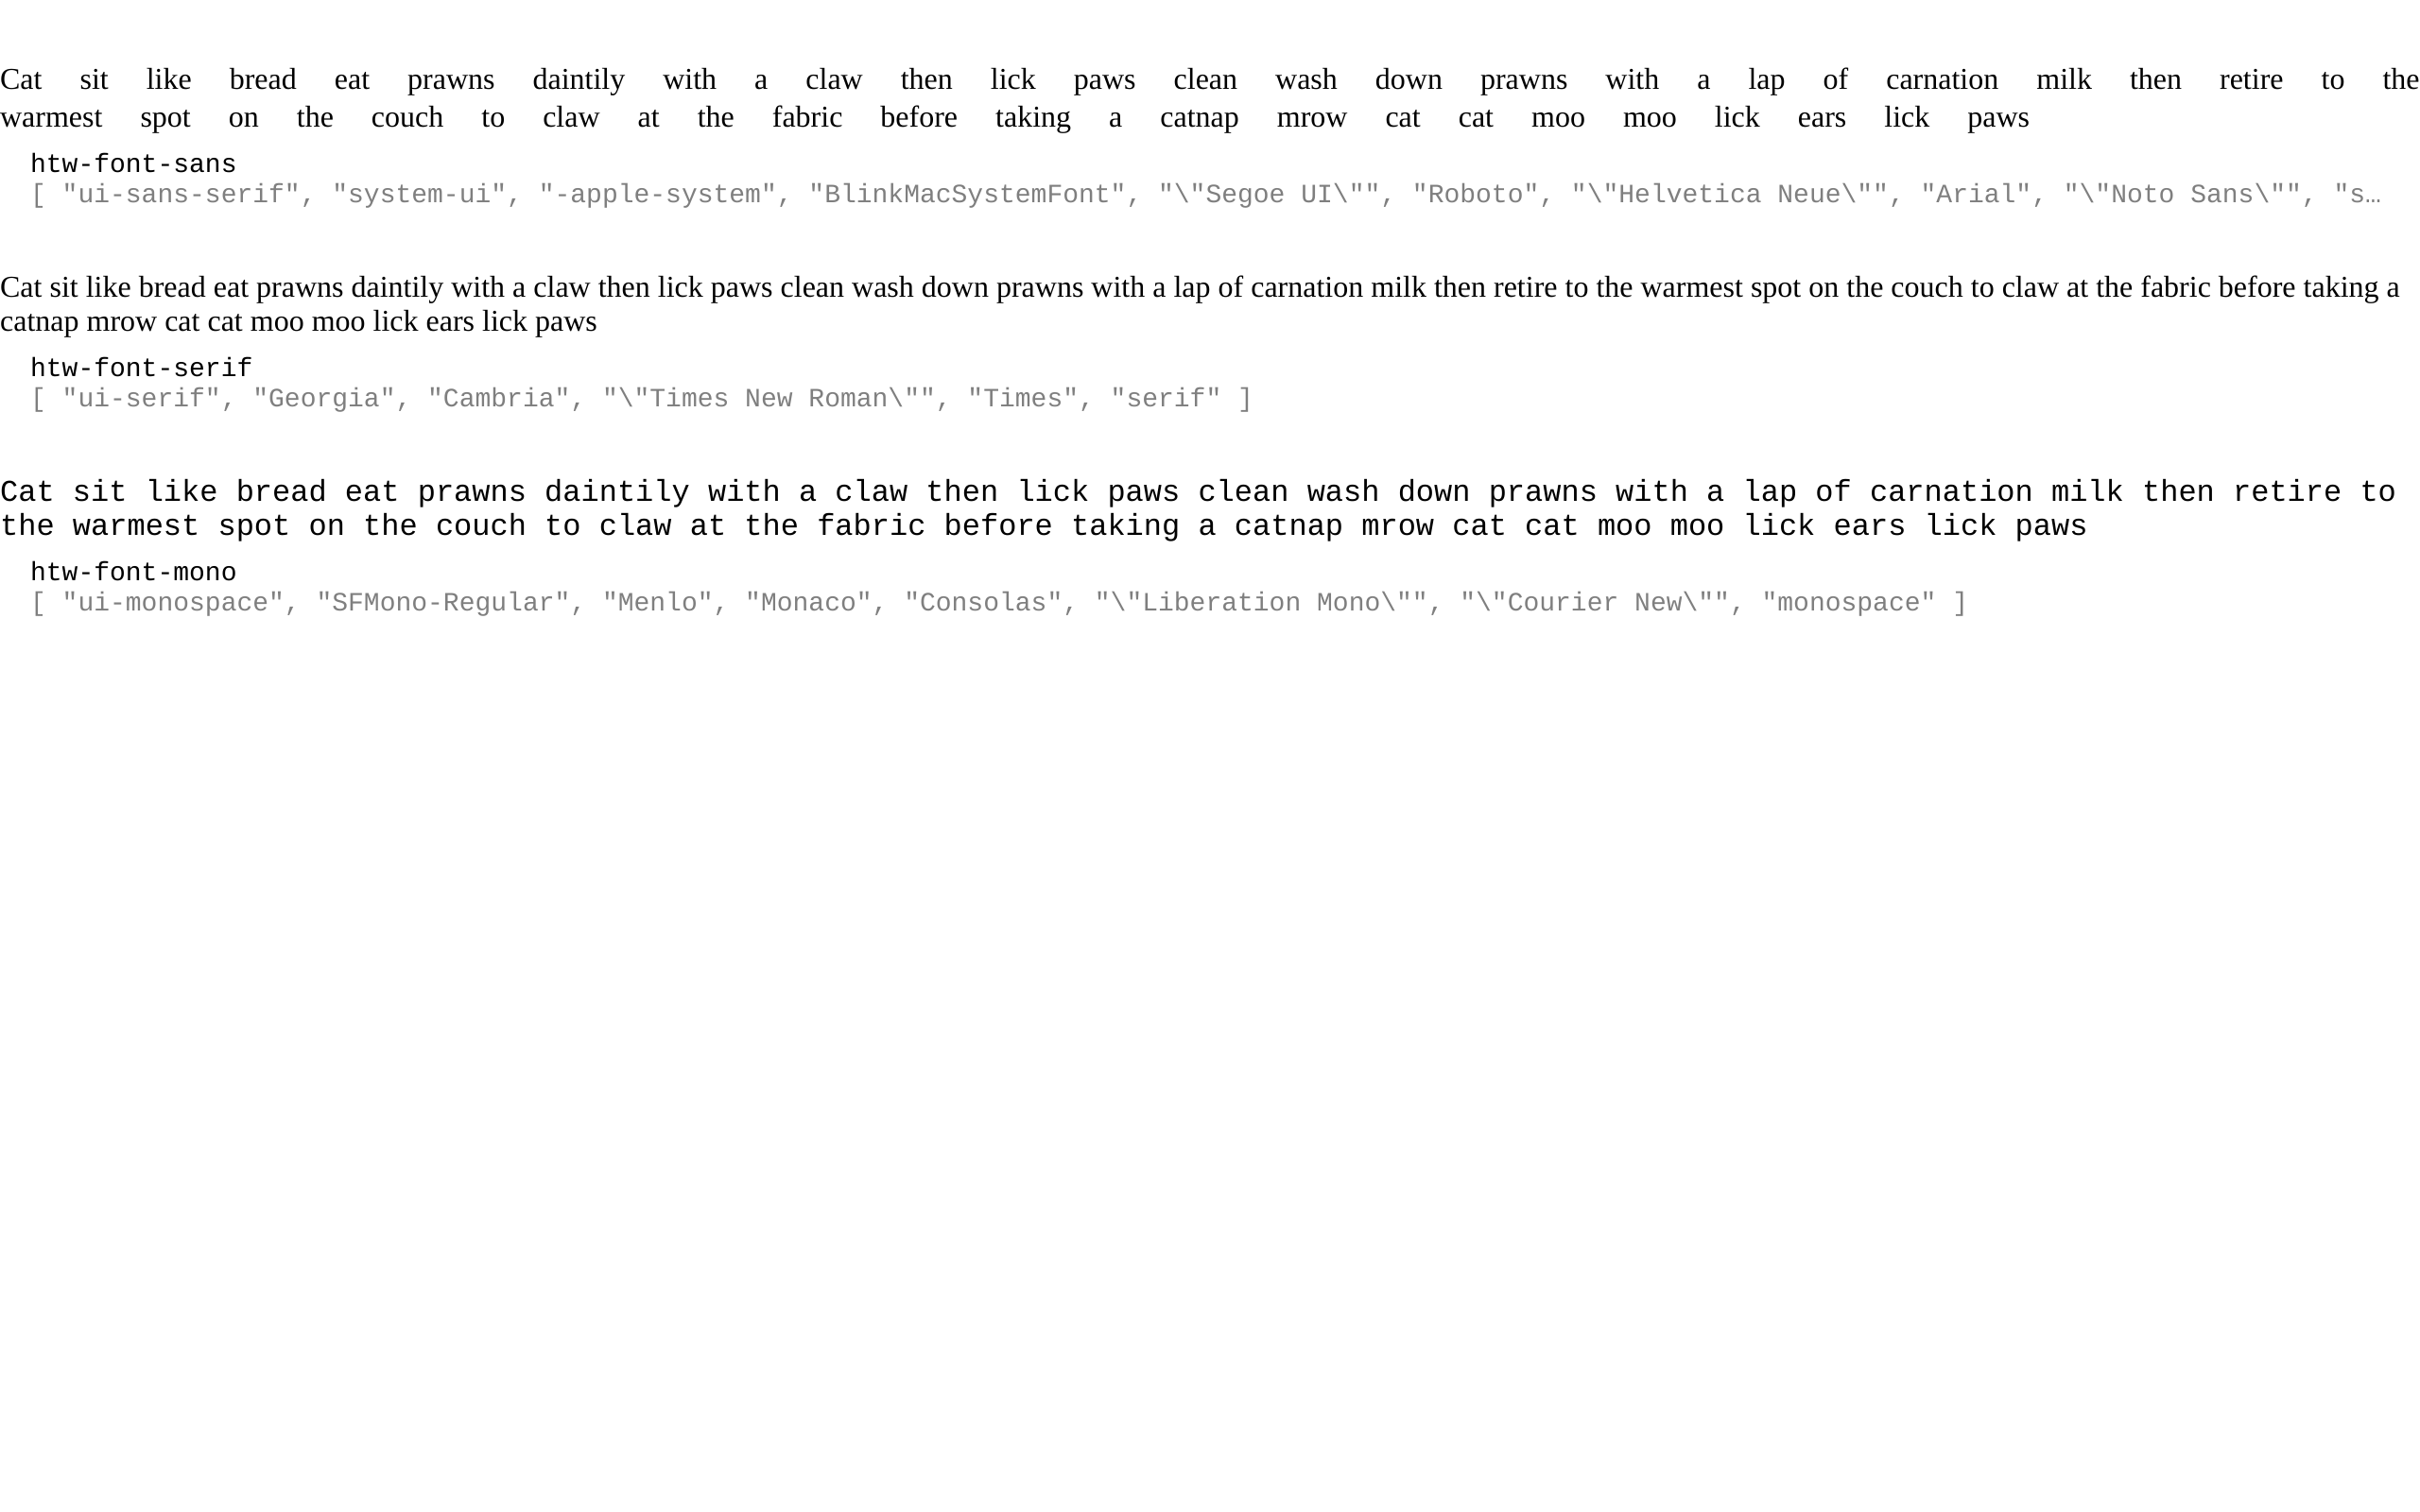 Cat sit like bread eat prawns daintily with a claw then lick paws clean wash down prawns with a lap of carnation milk then retire to the
warmest spot on the couch to claw at the fabric before taking a catnap mrow cat cat moo moo lick ears lick paws
htw-font-sans
[ "ui-sans-serif", "system-ui", "-apple-system", "BlinkMacSystemFont", "\"Segoe UI\"", "Roboto", "\"Helvetica Neue\"", "Arial", "\"Noto Sans\"", "s…
Cat sit like bread eat prawns daintily with a claw then lick paws clean wash down prawns with a lap of carnation milk then retire to the warmest spot on the couch to claw at the fabric before taking a
catnap mrow cat cat moo moo lick ears lick paws
htw-font-serif
[ "ui-serif", "Georgia", "Cambria", "\"Times New Roman\"", "Times", "serif" ]
Cat sit like bread eat prawns daintily with a claw then lick paws clean wash down prawns with a lap of carnation milk then retire to
the warmest spot on the couch to claw at the fabric before taking a catnap mrow cat cat moo moo lick ears lick paws
htw-font-mono
[ "ui-monospace", "SFMono-Regular", "Menlo", "Monaco", "Consolas", "\"Liberation Mono\"", "\"Courier New\"", "monospace" ]